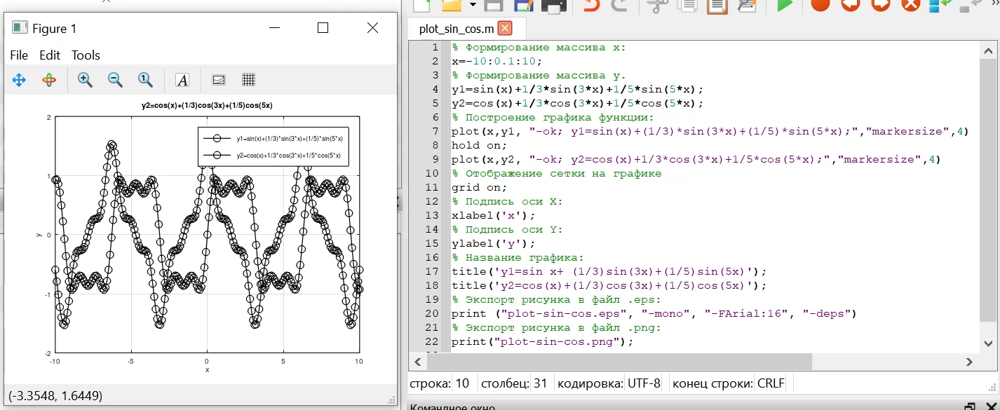 Figure 1
File Edit Tools
A
y2=cos(x)+(1/3)cos(3x)+(1/5)cos(5x)
y1=sin(x)+(1/3)*sin(3*x)+(1/5)*sin(5*x)
y2=cos(x)+1/3*cos(3*x)+1/5*cos(5*x)
2
1
0
-1
-2
y
-10 -5 0 5 10
x
(-3.3548, 1.6449)
plot_sin_cos.m
1 % Формирование массива x:
2 x=-10:0.1:10;
3 % Формирование массива y.
4 y1=sin(x)+1/3*sin(3*x)+1/5*sin(5*x);
5 y2=cos(x)+1/3*cos(3*x)+1/5*cos(5*x);
6 % Построение графика функции:
7 plot(x,y1, "-ok; y1=sin(x)+(1/3)*sin(3*x)+(1/5)*sin(5*x);","markersize",4)
8 hold on;
9 plot(x,y2, "-ok; y2=cos(x)+1/3*cos(3*x)+1/5*cos(5*x);","markersize",4)
10 % Отображение сетки на графике
11 grid on;
12 % Подпись оси X:
13 xlabel('x');
14 % Подпись оси Y:
15 ylabel('y');
16 % Название графика:
17 title('y1=sin x+ (1/3)sin(3x)+(1/5)sin(5x)');
18 title('y2=cos(x)+(1/3)cos(3x)+(1/5)cos(5x)');
19 % Экспорт рисунка в файл .eps:
20 print ("plot-sin-cos.eps", "-mono", "-FArial:16", "-deps")
21 % Экспорт рисунка в файл .png:
22 print("plot-sin-cos.png");
строка: 10 столбец: 31 кодировка: UTF-8 конец строки: CRLF
Командное окно